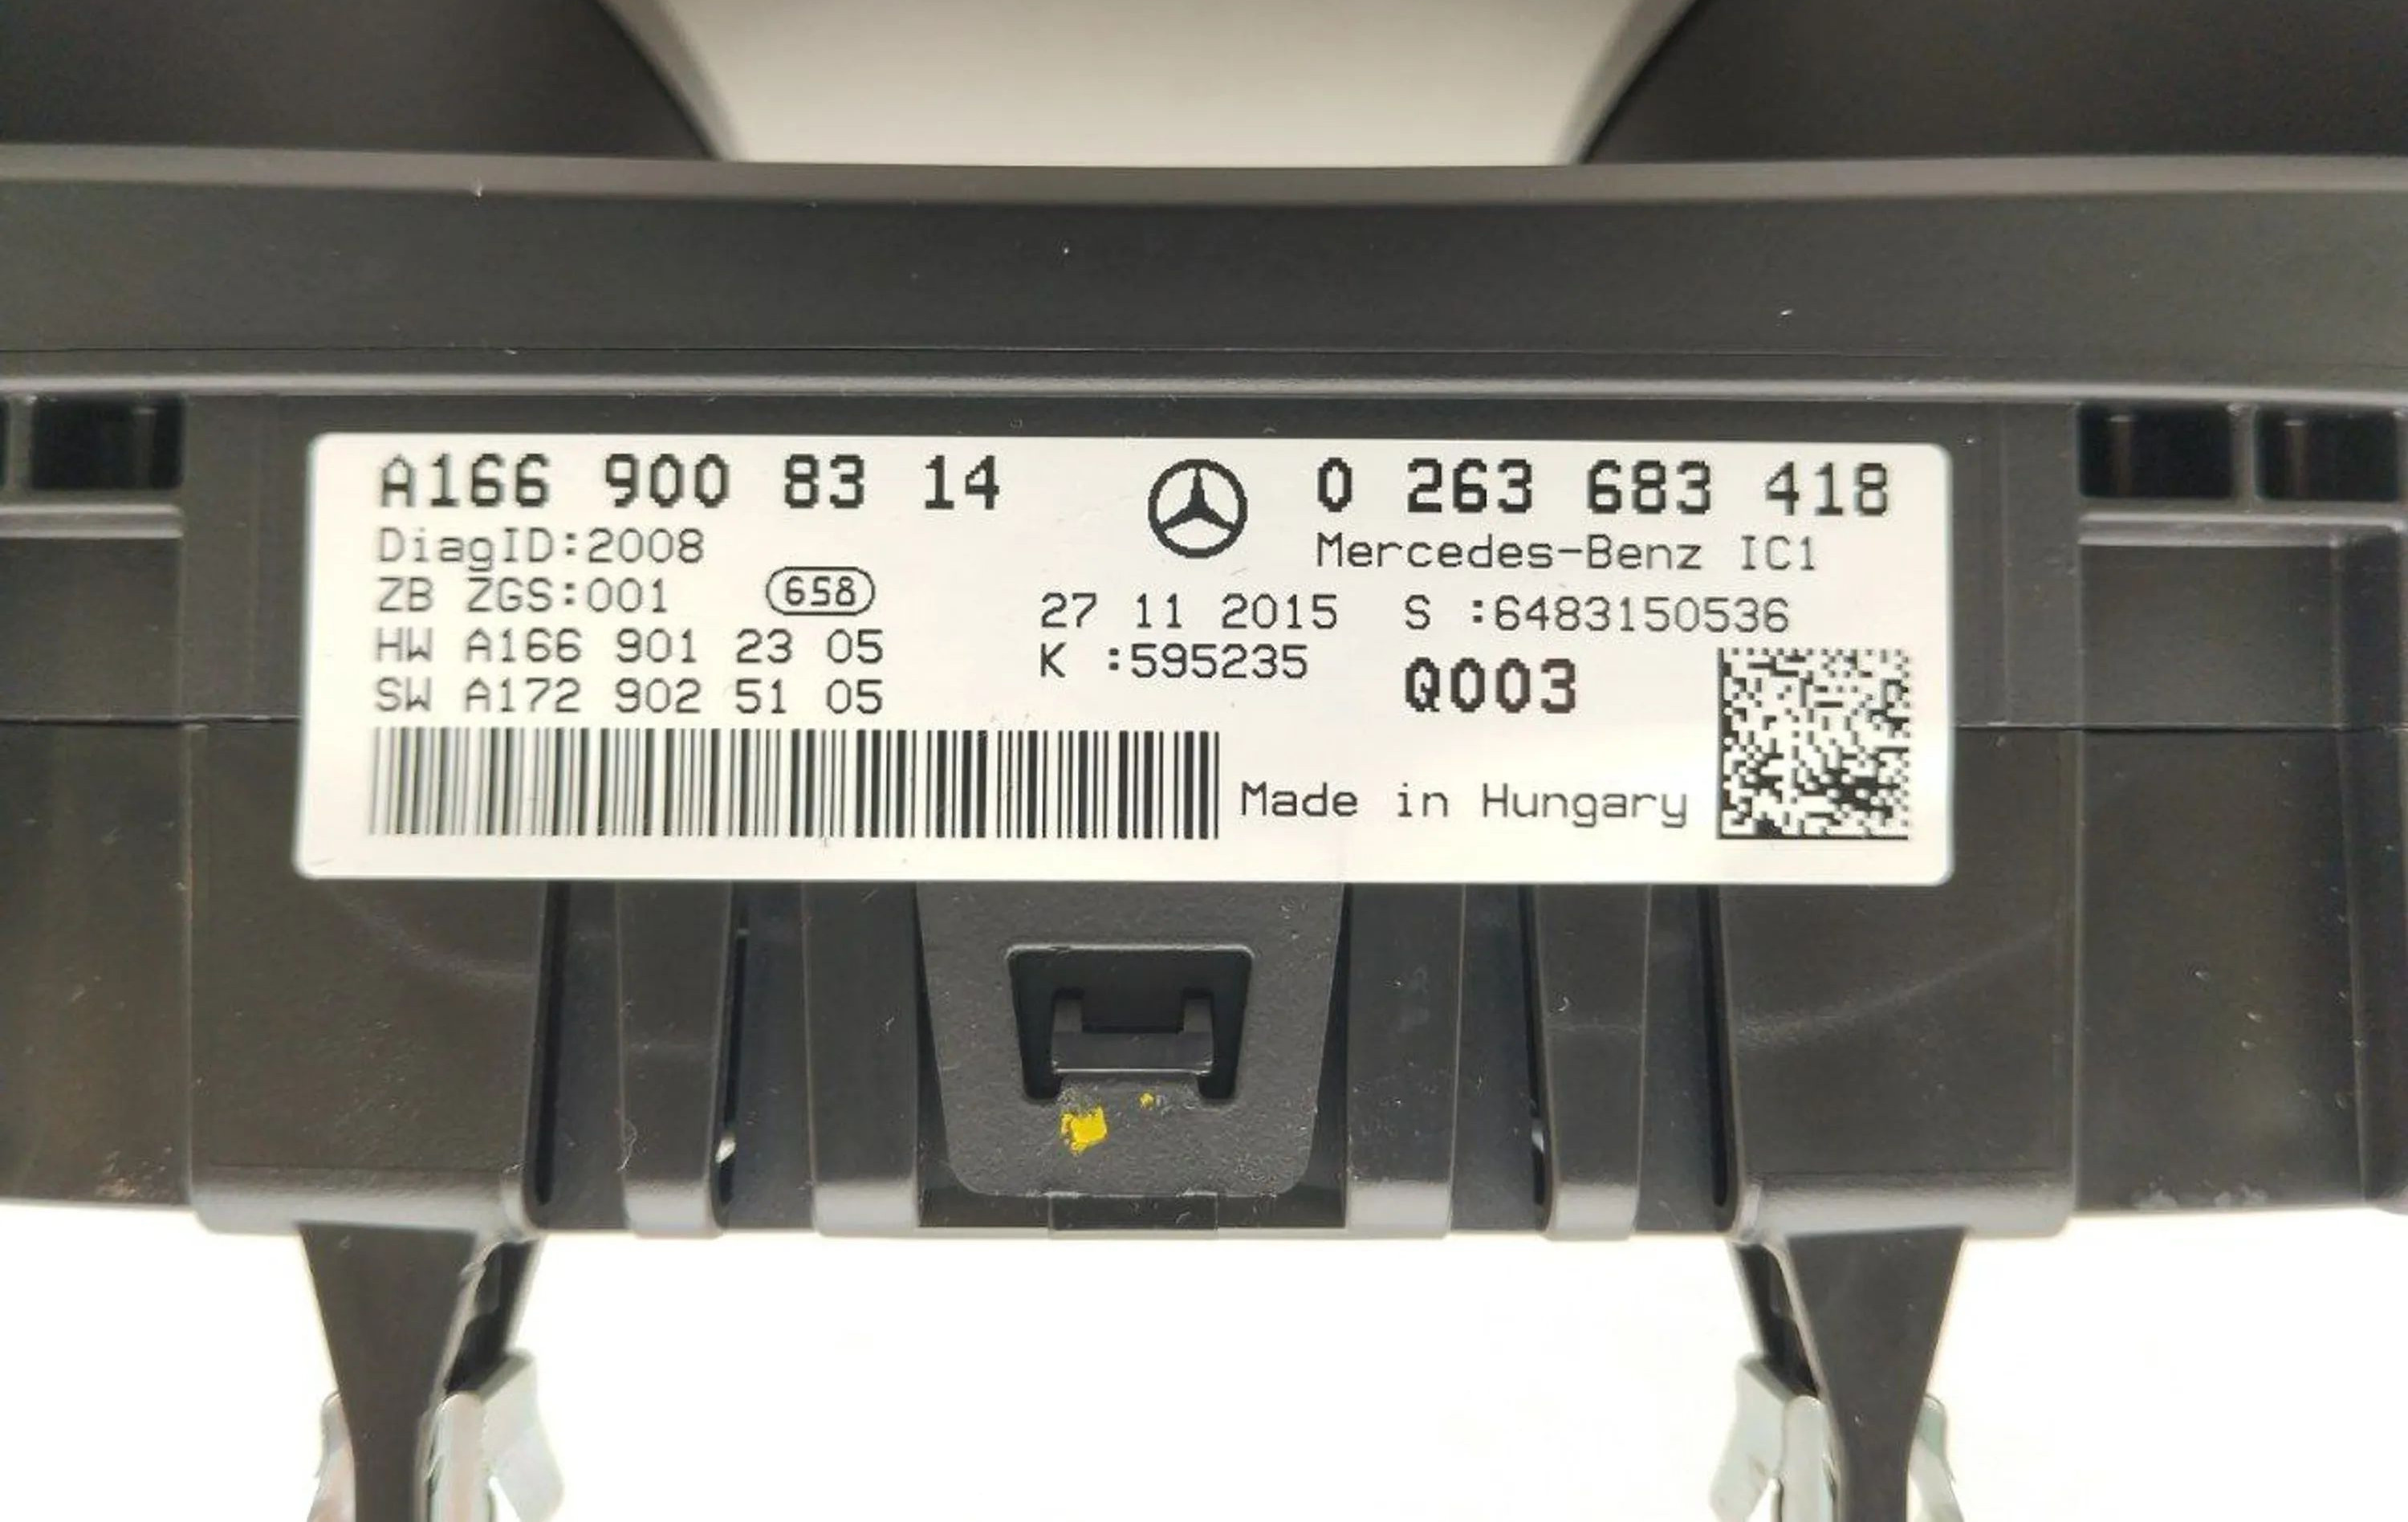 A166 900 83 14
DiagID:2008
ZB ZGS:001 658
HW A166 901 23 05
SW A172 902 51 05
27 11 2015
K :595235
0 263 683 418
Mercedes-Benz IC1
S :6483150536
Q003
Made in Hungary